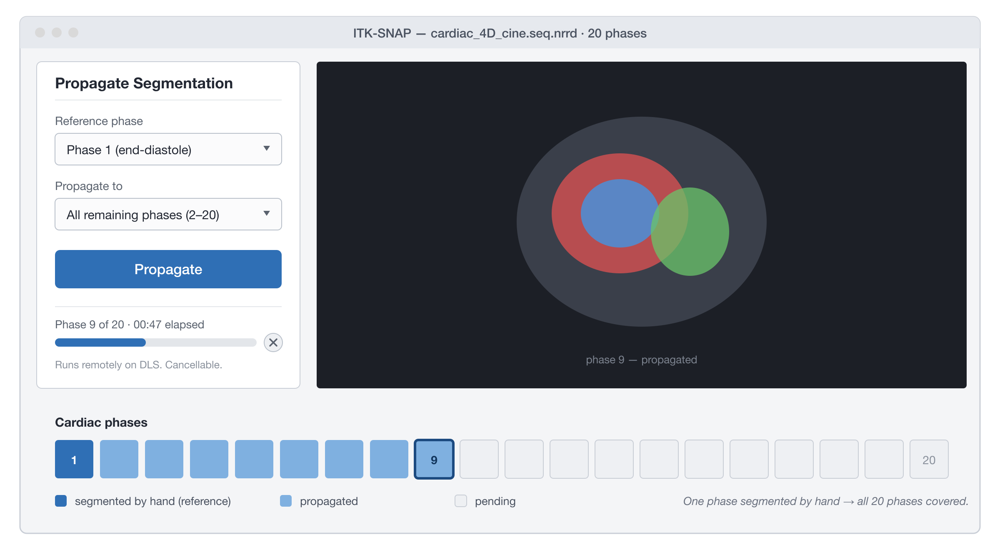 ITK-SNAP — cardiac_4D_cine.seq.nrrd · 20 phases
Propagate Segmentation
Reference phase
Phase 1 (end-diastole)
Propagate to
All remaining phases (2–20)
Propagate
Phase 9 of 20 · 00:47 elapsed
Runs remotely on DLS. Cancellable.
phase 9 — propagated
Cardiac phases
1
9
20
segmented by hand (reference)
propagated
pending
One phase segmented by hand → all 20 phases covered.